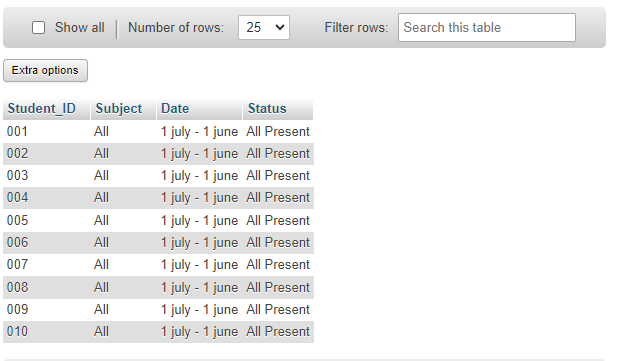 Show all Number of rows: 25 Filter rows: Search this table
Extra options
Student_ID Subject Date Status
001 All 1 july - 1 june All Present
002 All 1 july - 1 june All Present
003 All 1 july - 1 june All Present
004 All 1 july - 1 june All Present
005 All 1 july - 1 june All Present
006 All 1 july - 1 june All Present
007 All 1 july - 1 june All Present
008 All 1 july - 1 june All Present
009 All 1 july - 1 june All Present
010 All 1 july - 1 june All Present